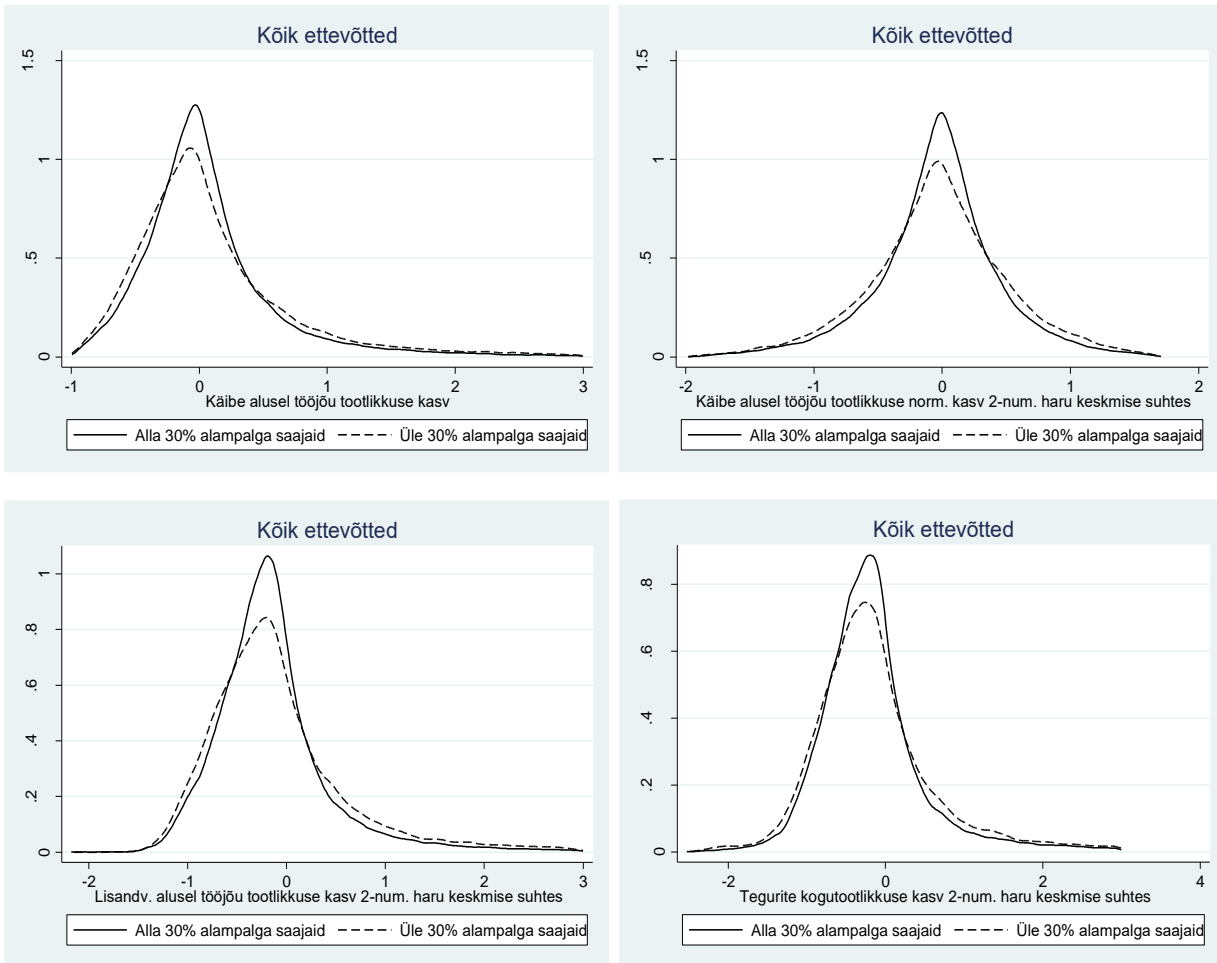 Kõik ettevõtted
1.5
1
.5
0
-1 0 1 2 3
Käibe alusel tööjõu tootlikkuse kasv
Alla 30% alampalga saajaid Üle 30% alampalga saajaid
Kõik ettevõtted
1.5
1
.5
0
-2 -1 0 1 2
Käibe alusel tööjõu tootlikkuse norm. kasv 2-num. haru keskmise suhtes
Alla 30% alampalga saajaid Üle 30% alampalga saajaid
Kõik ettevõtted
1
.8
.6
.4
.2
0
-2 -1 0 1 2 3
Lisandv. alusel tööjõu tootlikkuse kasv 2-num. haru keskmise suhtes
Alla 30% alampalga saajaid Üle 30% alampalga saajaid
Kõik ettevõtted
.8
.6
.4
.2
0
-2 0 2 4
Tegurite kogutootlikkuse kasv 2-num. haru keskmise suhtes
Alla 30% alampalga saajaid Üle 30% alampalga saajaid